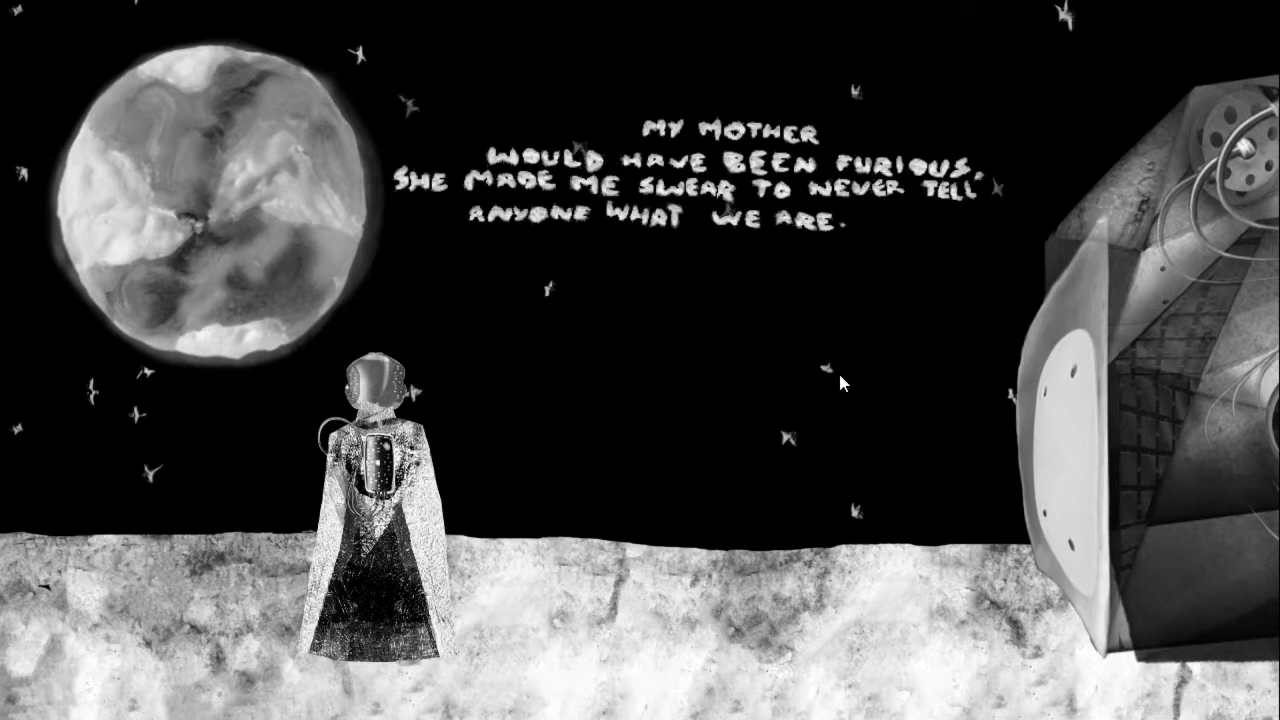 MY MOTHER
WOULD HAVE BEEN FURIOUS.
SHE MADE ME SWEAR TO NEVER TELL
ANYONE WHAT WE ARE.